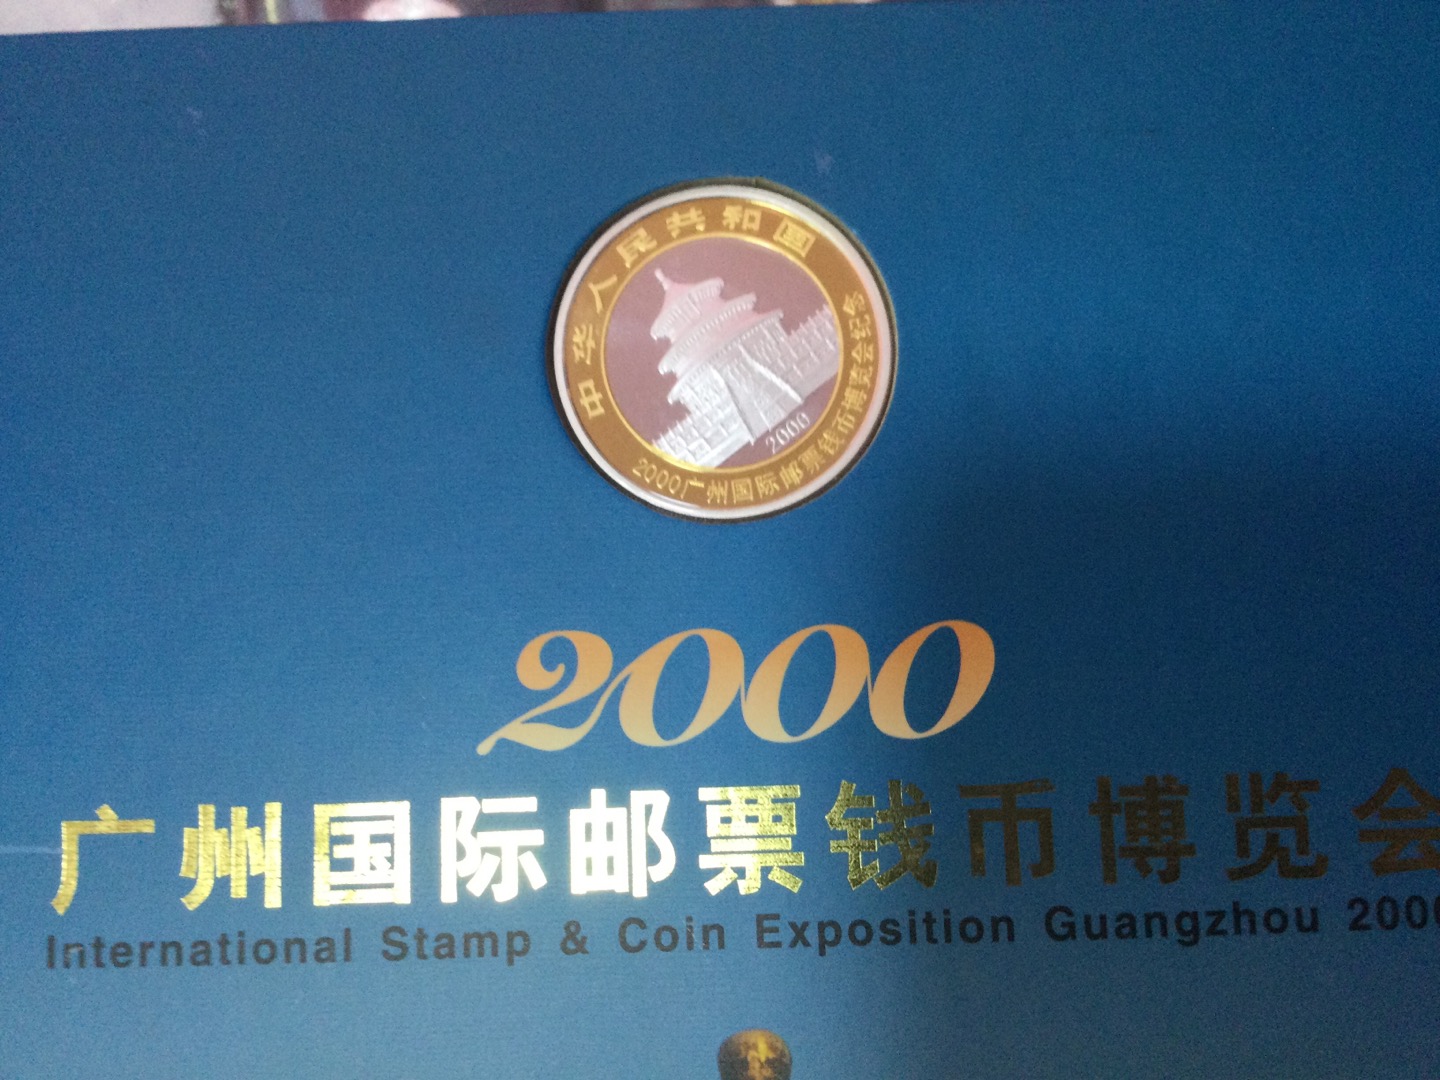 中华人民共和国
2000
2000广州国际邮票钱币博览会纪念
2000
广州国际邮票钱币博览会
International Stamp & Coin Exposition Guangzhou 2000